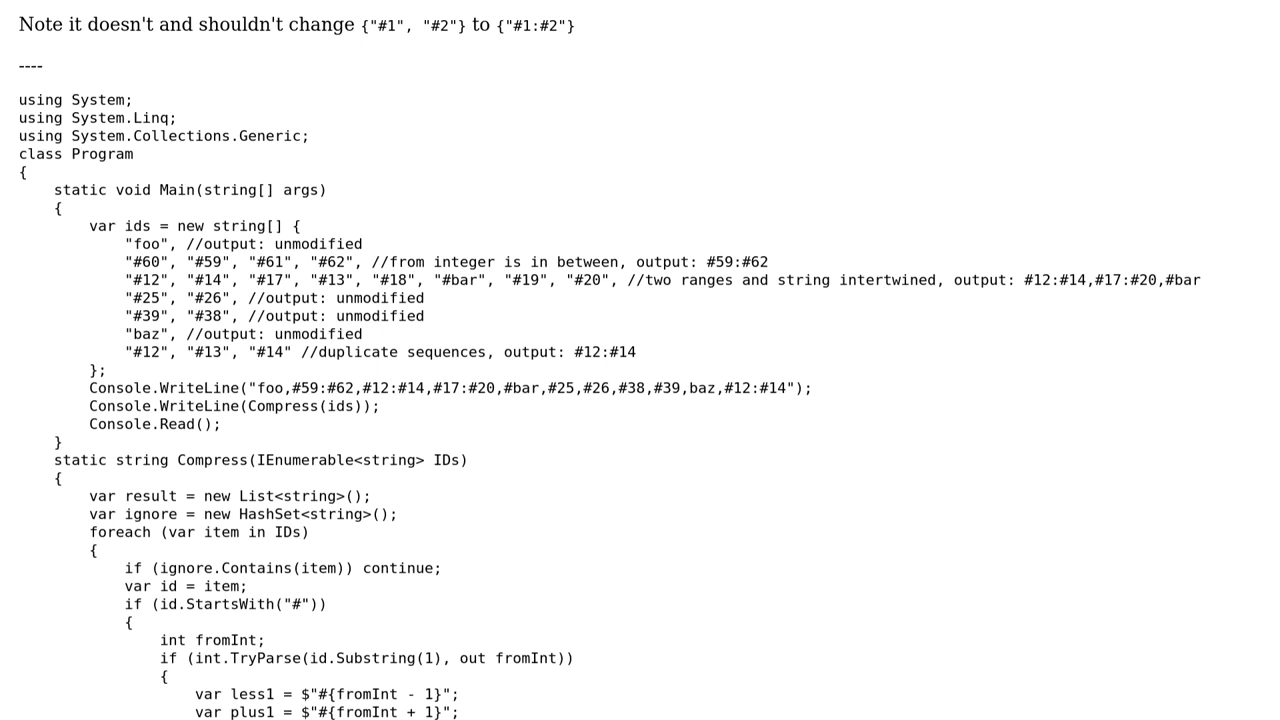 Note it doesn't and shouldn't change {"#1", "#2"} to {"#1:#2"}
----
using System;
using System.Linq;
using System.Collections.Generic;
class Program
{
    static void Main(string[] args)
    {
        var ids = new string[] {
            "foo", //output: unmodified
            "#60", "#59", "#61", "#62", //from integer is in between, output: #59:#62
            "#12", "#14", "#17", "#13", "#18", "#bar", "#19", "#20", //two ranges and string intertwined, output: #12:#14,#17:#20,#bar
            "#25", "#26", //output: unmodified
            "#39", "#38", //output: unmodified
            "baz", //output: unmodified
            "#12", "#13", "#14" //duplicate sequences, output: #12:#14
        };
        Console.WriteLine("foo,#59:#62,#12:#14,#17:#20,#bar,#25,#26,#38,#39,baz,#12:#14");
        Console.WriteLine(Compress(ids));
        Console.Read();
    }
    static string Compress(IEnumerable<string> IDs)
    {
        var result = new List<string>();
        var ignore = new HashSet<string>();
        foreach (var item in IDs)
        {
            if (ignore.Contains(item)) continue;
            var id = item;
            if (id.StartsWith("#"))
            {
                int fromInt;
                if (int.TryParse(id.Substring(1), out fromInt))
                {
                    var less1 = $"#{fromInt - 1}";
                    var plus1 = $"#{fromInt + 1}";